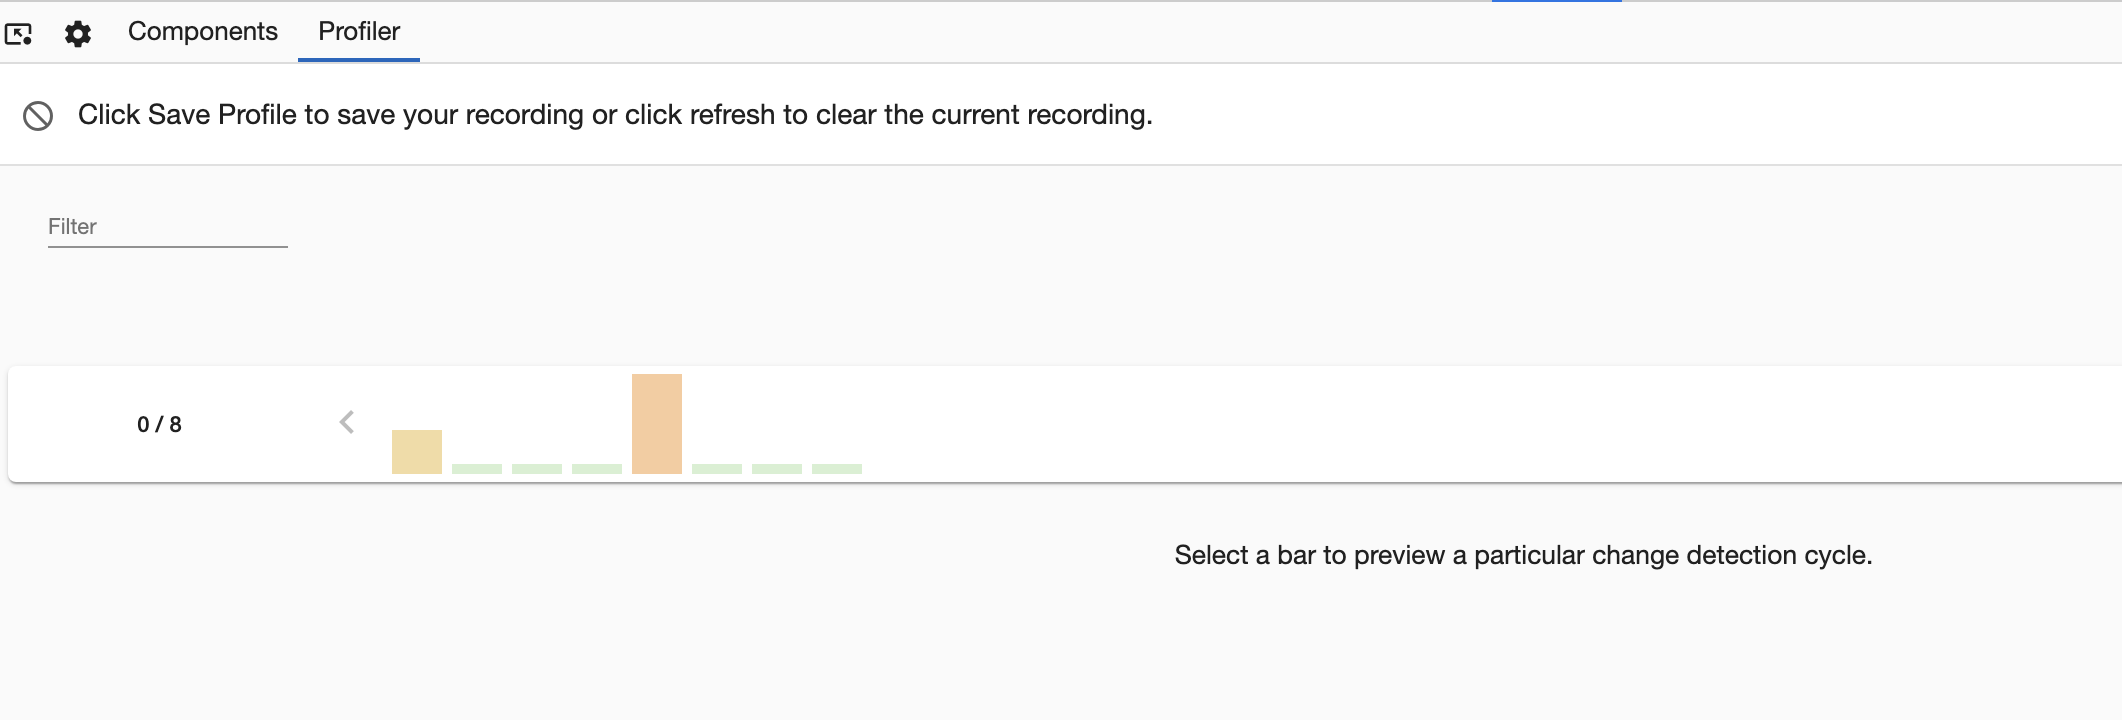 Components Profiler
Click Save Profile to save your recording or click refresh to clear the current recording.
Filter
0 / 8
Select a bar to preview a particular change detection cycle.